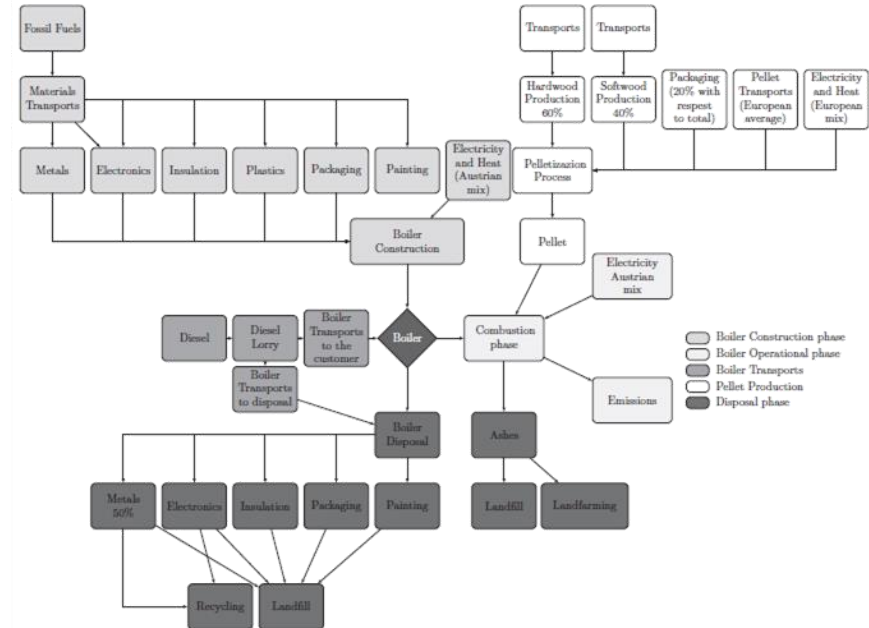 Fossil Fuels
Transports
Transports
Materials
Transports
Hardwood
Production
60%
Softwood
Production
40%
Packaging
(20% with
respect
to total)
Pellet
Transports
(European
average)
Electricity
and Heat
(European
mix)
Metals
Electronics
Insulation
Plastics
Packaging
Painting
Electricity
and Heat
(Austrian
mix)
Pelletizazion
Process
Boiler
Construction
Pellet
Electricity
Austrian
mix
Diesel
Diesel
Lorry
Boiler
Transports
to the
customer
Boiler
Combustion
phase
Boiler
Transports
to disposal
Emissions
Boiler Construction phase
Boiler Operational phase
Boiler Transports
Pellet Production
Disposal phase
Boiler
Disposal
Ashes
Metals
50%
Electronics
Insulation
Packaging
Painting
Landfill
Landfarming
Recycling
Landfill